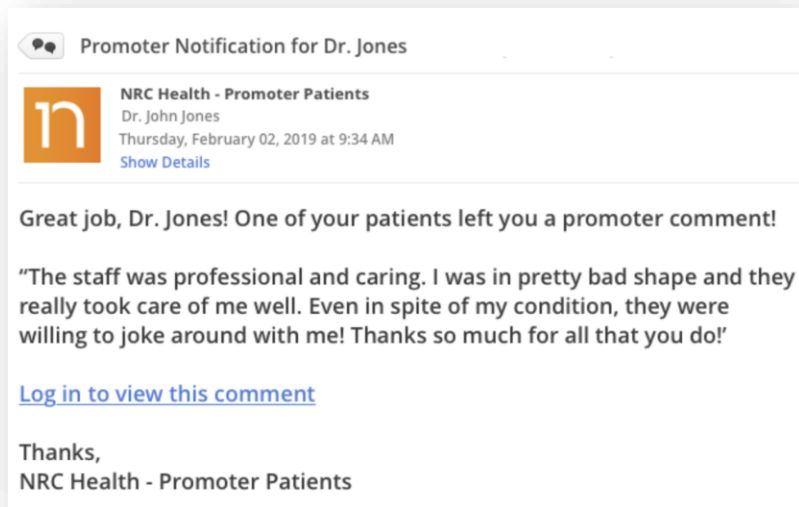 Promoter Notification for Dr. Jones
n
NRC Health - Promoter Patients
Dr. John Jones
Thursday, February 02, 2019 at 9:34 AM
Show Details
Great job, Dr. Jones! One of your patients left you a promoter comment!
“The staff was professional and caring. I was in pretty bad shape and they
really took care of me well. Even in spite of my condition, they were
willing to joke around with me! Thanks so much for all that you do!’
Log in to view this comment
Thanks,
NRC Health - Promoter Patients